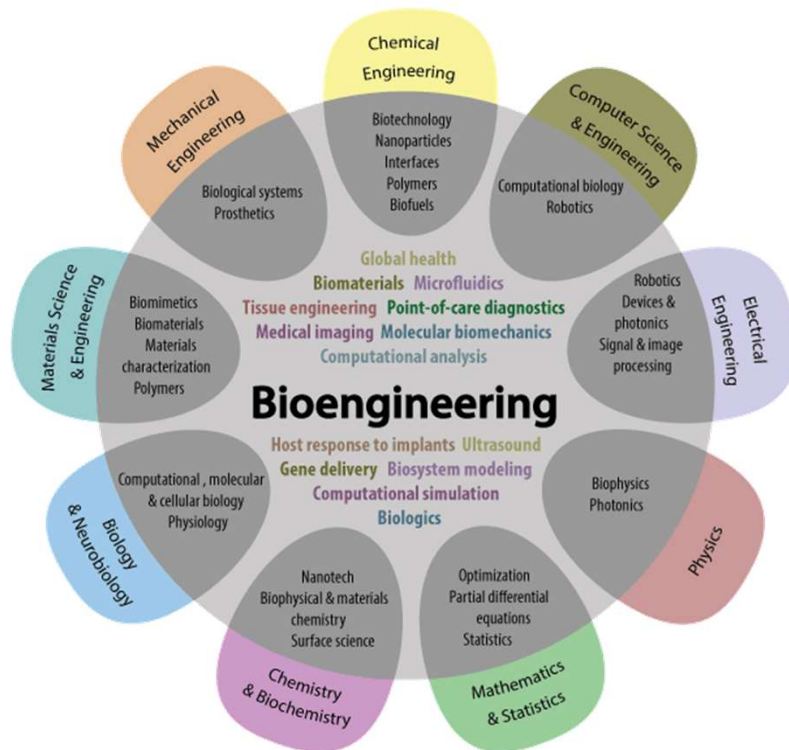 Chemical
Engineering
Biotechnology
Nanoparticles
Interfaces
Polymers
Biofuels
Computer Science
& Engineering
Computational biology
Robotics
Electrical
Engineering
Robotics
Devices &
photonics
Signal & image
processing
Physics
Biophysics
Photonics
Mathematics
& Statistics
Optimization
Partial differential
equations
Statistics
Chemistry
& Biochemistry
Nanotech
Biophysical & materials
chemistry
Surface science
Biology
& Neurobiology
Computational , molecular
& cellular biology
Physiology
Materials Science
& Engineering
Biomimetics
Biomaterials
Materials
characterization
Polymers
Mechanical
Engineering
Biological systems
Prosthetics
Global health
Biomaterials Microfluidics
Tissue engineering Point-of-care diagnostics
Medical imaging Molecular biomechanics
Computational analysis
Bioengineering
Host response to implants Ultrasound
Gene delivery Biosystem modeling
Computational simulation
Biologics